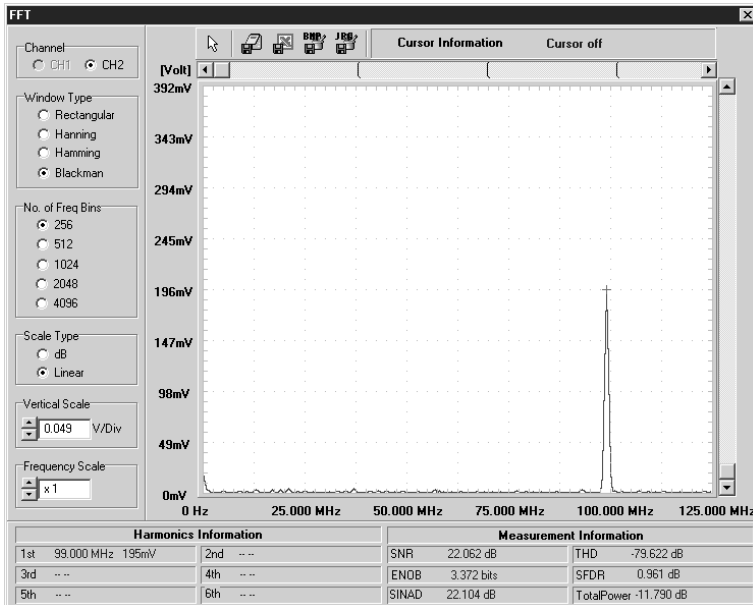 FFT
Channel
CH1 CH2
Window Type
Rectangular
Hanning
Hamming
Blackman
No. of Freq Bins
256
512
1024
2048
4096
Scale Type
dB
Linear
Vertical Scale
0.049 V/Div
Frequency Scale
x 1
BMP JPG
Cursor Information Cursor off
[Volt]
392mV
343mV
294mV
245mV
196mV
147mV
98mV
49mV
0mV
0 Hz 25.000 MHz 50.000 MHz 75.000 MHz 100.000 MHz 125.000 MHz
Harmonics Information
1st 99.000 MHz 195mV 2nd -- --
3rd -- -- 4th -- --
5th -- -- 6th -- --
Measurement Information
SNR 22.062 dB THD -79.622 dB
ENOB 3.372 bits SFDR 0.961 dB
SINAD 22.104 dB TotalPower -11.790 dB